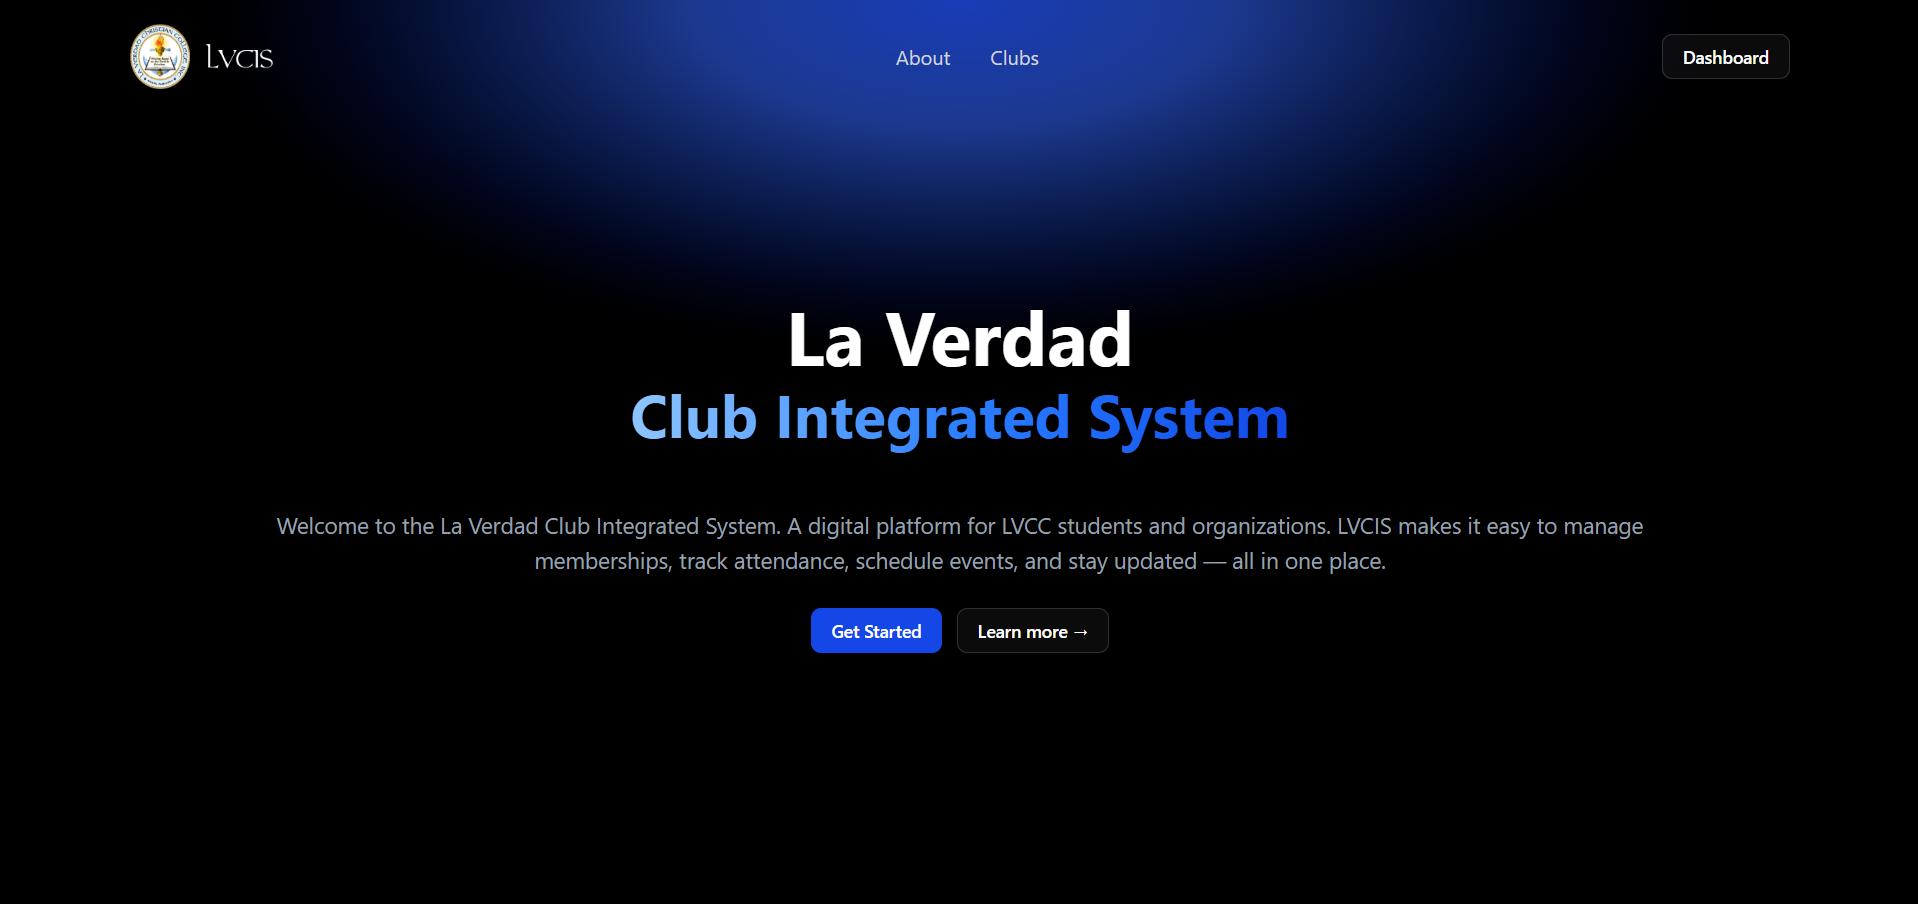 LVCIS
About
Clubs
Dashboard
La Verdad
Club Integrated System
Welcome to the La Verdad Club Integrated System. A digital platform for LVCC students and organizations. LVCIS makes it easy to manage
memberships, track attendance, schedule events, and stay updated — all in one place.
Get Started
Learn more →